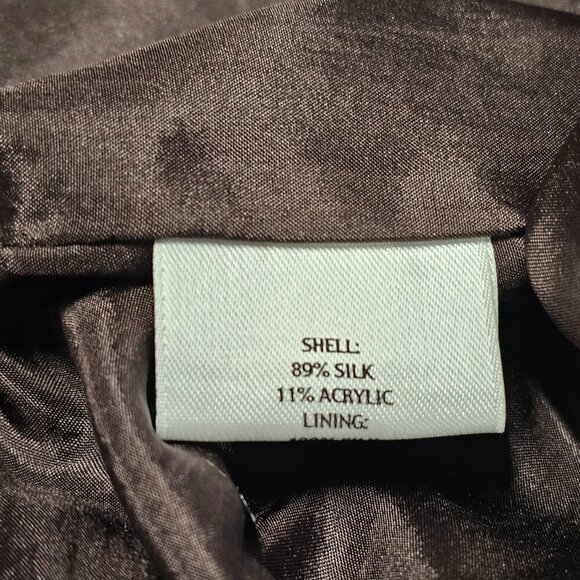 SHELL:
89% SILK
11% ACRYLIC
LINING: